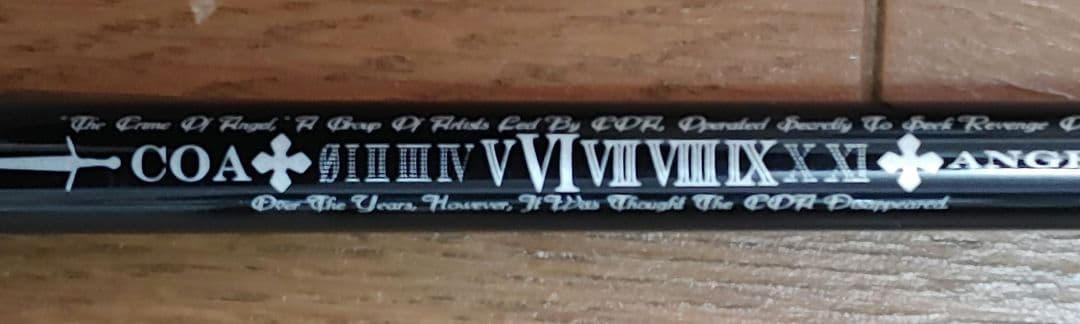 "The Crime Of Angel," A Group Of Artists Led By COA, Operated Secretly To Seek Revenge
COA I II III IV V VI VII VIII IX X XI ANGE
Over The Years, However, It Was Thought The COA Disappeared.